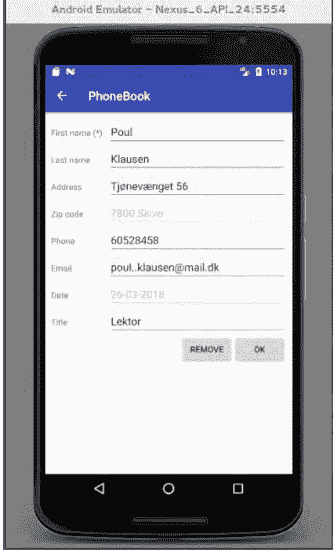 Android Emulator - Nexus_6_API_24:5554
10:13
PhoneBook
First name (*) Poul
Last name Klausen
Address Tjønevænget 56
Zip code 7800 Skive
Phone 60528458
Email poul..klausen@mail.dk
Date 26-03-2018
Title Lektor
REMOVE OK